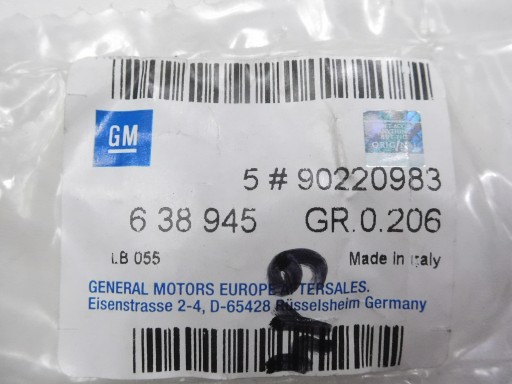 GM
ORIGIN
5 # 90220983
6 38 945 GR.0.206
LB 055 Made in Italy
GENERAL MOTORS EUROPE AFTERSALES.
Eisenstrasse 2-4, D-65428 Rüsselsheim Germany